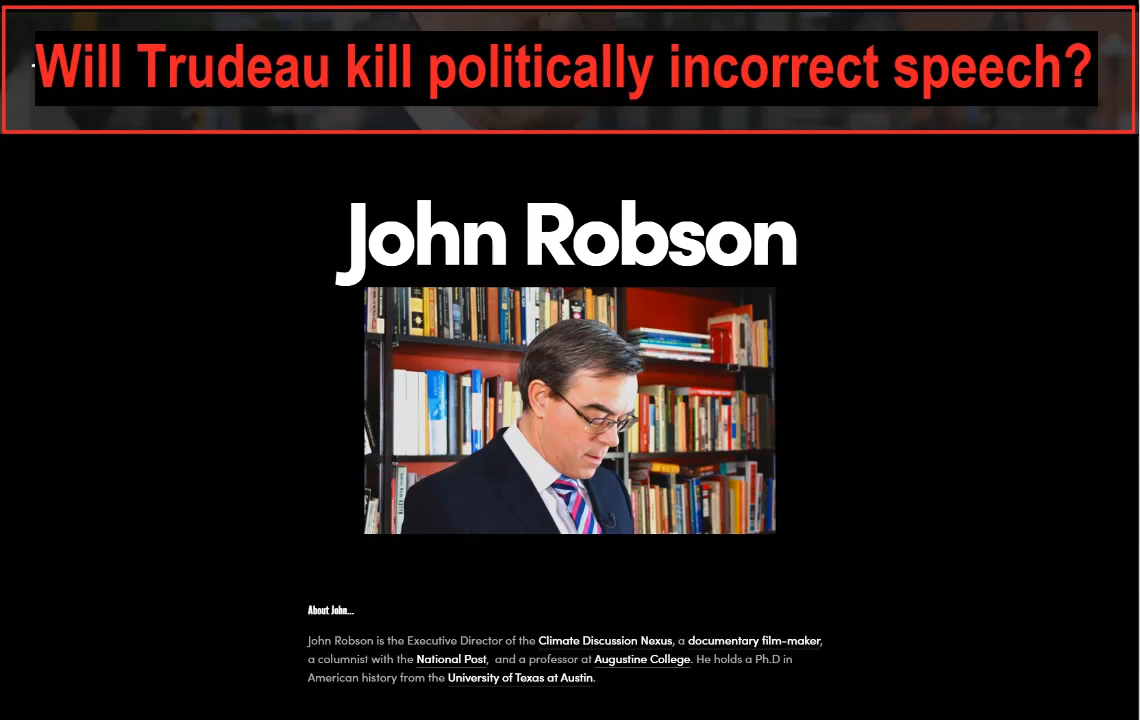 Will Trudeau kill politically incorrect speech?
John Robson
About John...
John Robson is the Executive Director of the Climate Discussion Nexus, a documentary film-maker,
a columnist with the National Post, and a professor at Augustine College. He holds a Ph.D in
American history from the University of Texas at Austin.